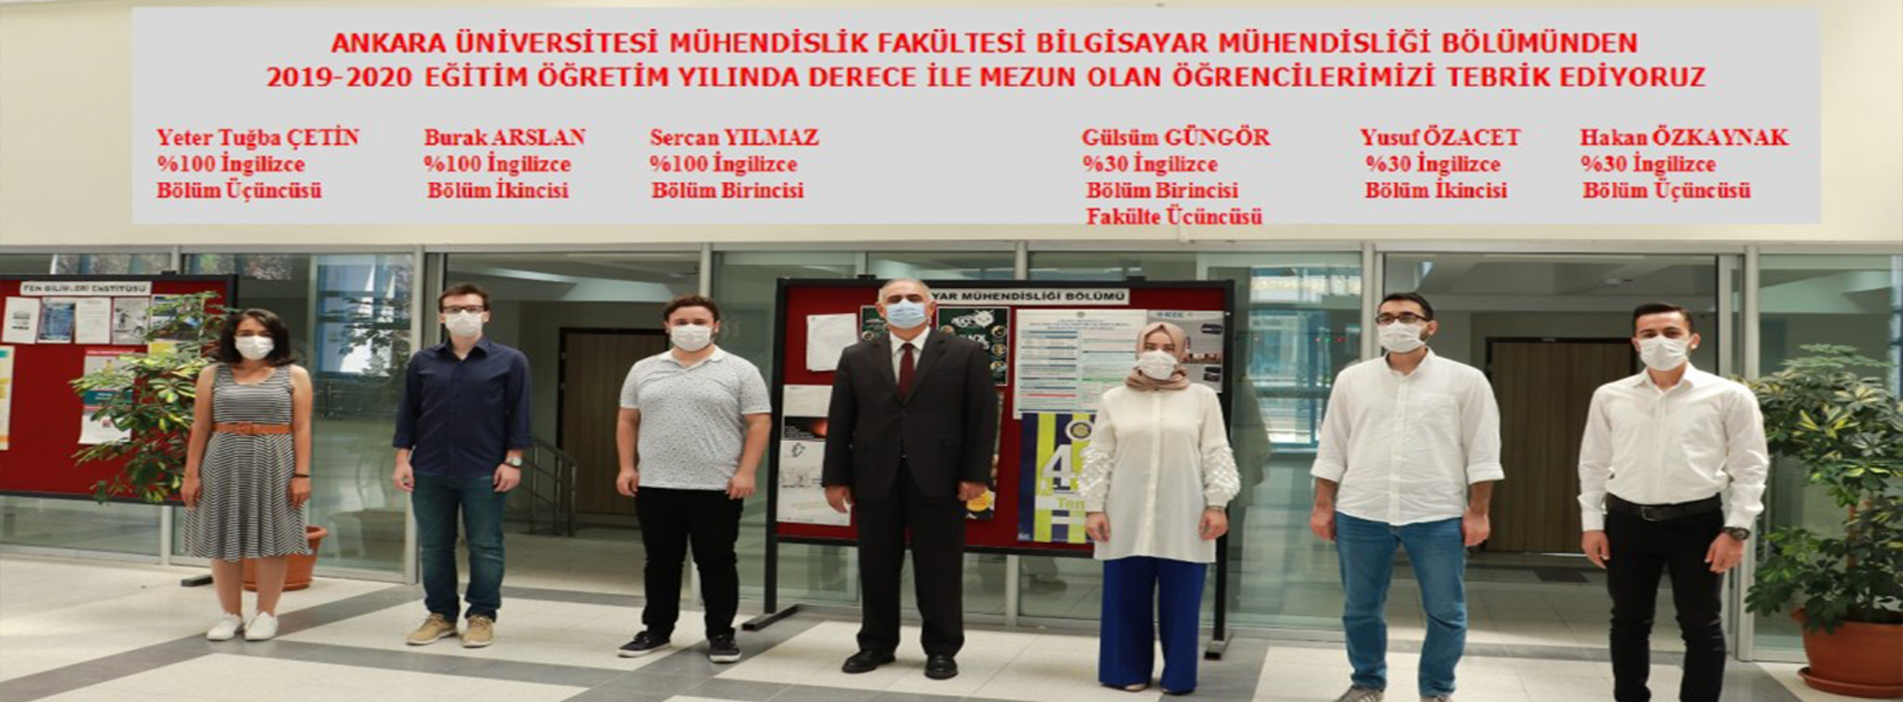 ANKARA ÜNİVERSİTESİ MÜHENDİSLİK FAKÜLTESİ BİLGİSAYAR MÜHENDİSLİĞİ BÖLÜMÜNDEN
2019-2020 EĞİTİM ÖĞRETİM YILINDA DERECE İLE MEZUN OLAN ÖĞRENCİLERİMİZİ TEBRİK EDİYORUZ
Yeter Tuğba ÇETİN
%100 İngilizce
Bölüm Üçüncüsü
Burak ARSLAN
%100 İngilizce
Bölüm İkincisi
Sercan YILMAZ
%100 İngilizce
Bölüm Birincisi
Gülsüm GÜNGÖR
%30 İngilizce
Bölüm Birincisi
Fakülte Üçüncüsü
Yusuf ÖZACET
%30 İngilizce
Bölüm İkincisi
Hakan ÖZKAYNAK
%30 İngilizce
Bölüm Üçüncüsü
FEN BİLİMLERİ ENSTİTÜSÜ
YAR MÜHENDİSLİĞİ BÖLÜMÜ